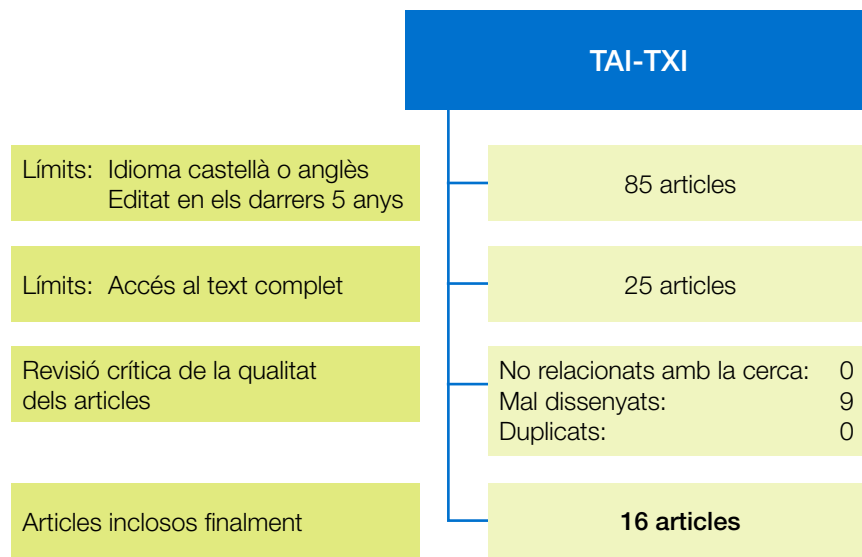 TAI-TXI
Límits: Idioma castellà o anglès
Editat en els darrers 5 anys
85 articles
Límits: Accés al text complet
25 articles
Revisió crítica de la qualitat
dels articles
No relacionats amb la cerca: 0
Mal dissenyats: 9
Duplicats: 0
Articles inclosos finalment
16 articles